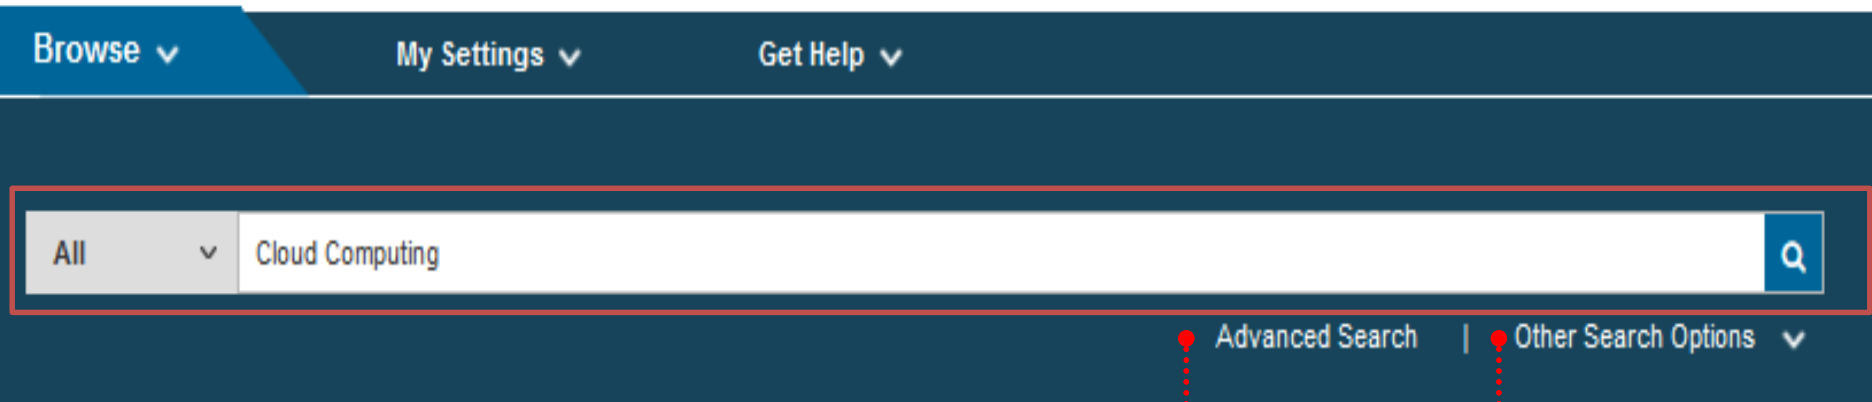 Browse My Settings Get Help
All Cloud Computing
Advanced Search | Other Search Options